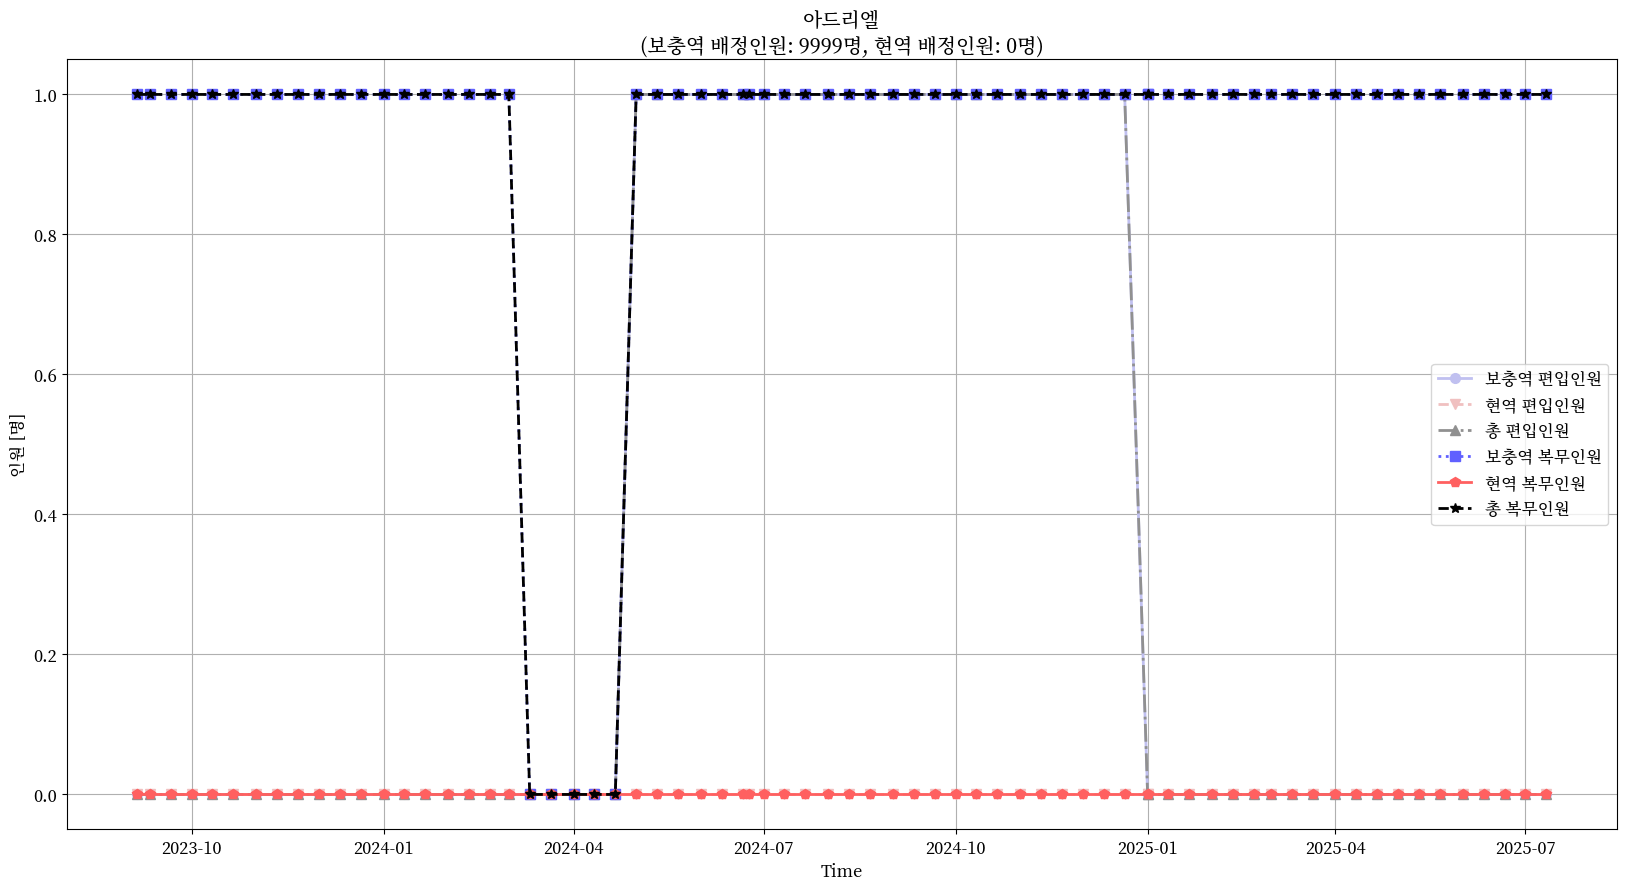 아드리엘
(보충역 배정인원: 9999명, 현역 배정인원: 0명)
인원 [명]
1.0
0.8
0.6
0.4
0.2
0.0
보충역 편입인원
현역 편입인원
총 편입인원
보충역 복무인원
현역 복무인원
총 복무인원
2023-10
2024-01
2024-04
2024-07
2024-10
2025-01
2025-04
2025-07
Time